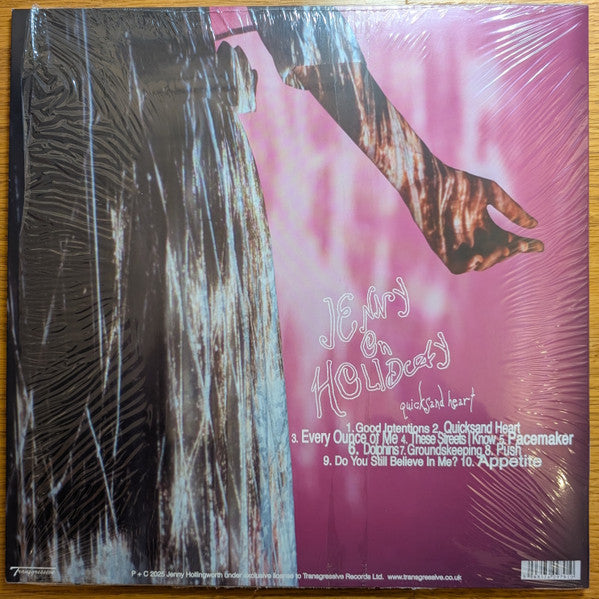 JENNY
On
HOLIDAY
quicksand heart
1. Good Intentions 2. Quicksand Heart
3. Every Ounce of Me 4. These Streets I Know 5. Pacemaker
6. Dolphins 7. Groundskeeping 8. Push
9. Do You Still Believe In Me? 10. Appetite
Transgressive
P + C 2025 Jenny Hollingworth under exclusive license to Transgressive Records Ltd. www.transgressive.co.uk